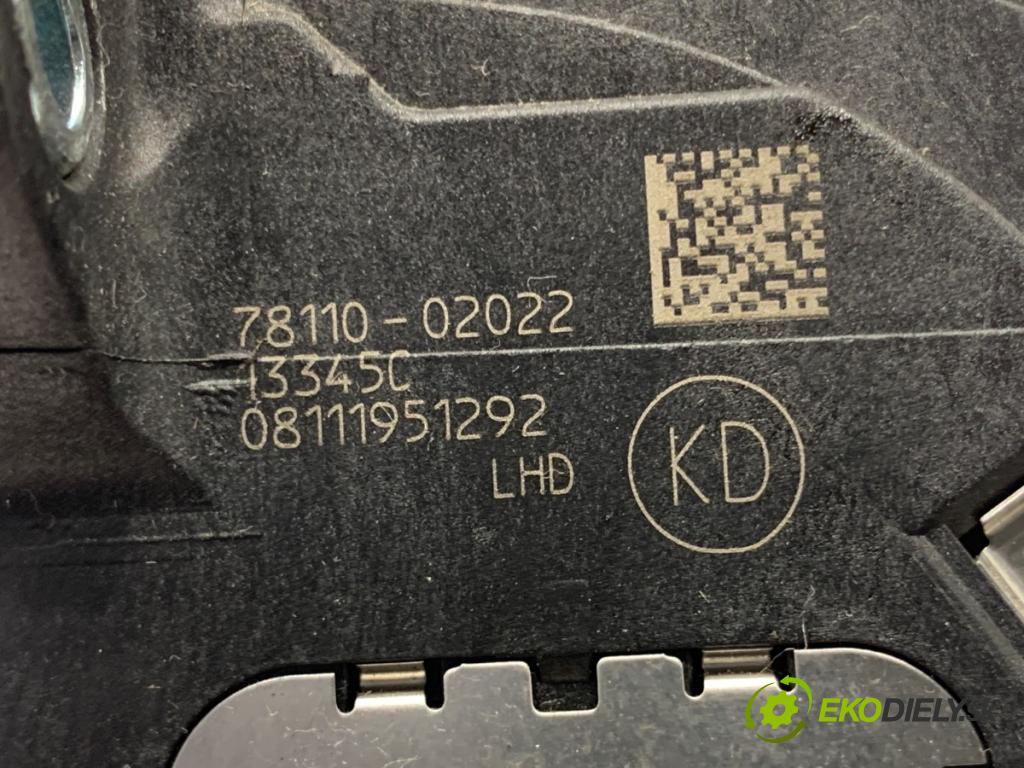 78110-02022
13345C
08111951292
LHD
KD
EKODIELY.